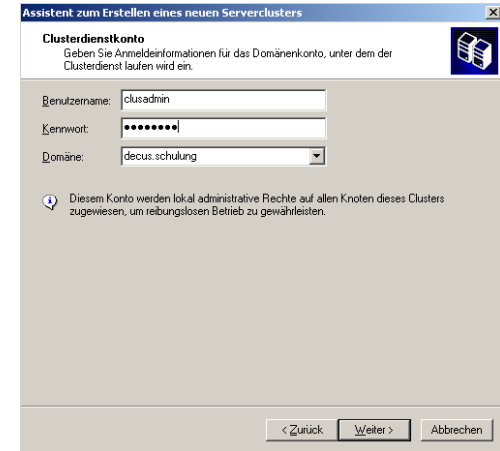 Assistent zum Erstellen eines neuen Serverclusters
Clusterdienstkonto
Geben Sie Anmeldeinformationen für das Domänenkonto, unter dem der
Clusterdienst laufen wird ein.
Benutzername: clusadmin
Kennwort: ●●●●●●●●
Domäne: decus.schulung
Diesem Konto werden lokal administrative Rechte auf allen Knoten dieses Clusters
zugewiesen, um reibungslosen Betrieb zu gewährleisten.
< Zurück Weiter > Abbrechen